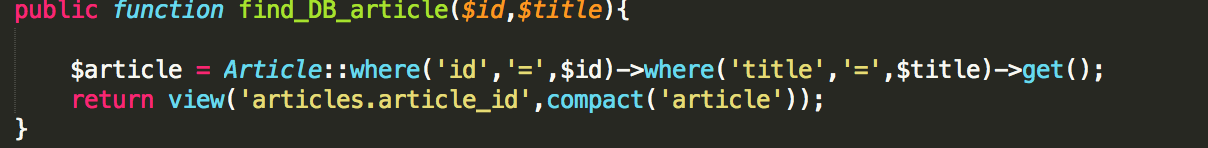 public function find_DB_article($id,$title){
$article = Article::where('id','=',$id)->where('title','=',$title)->get();
return view('articles.article_id',compact('article'));
}